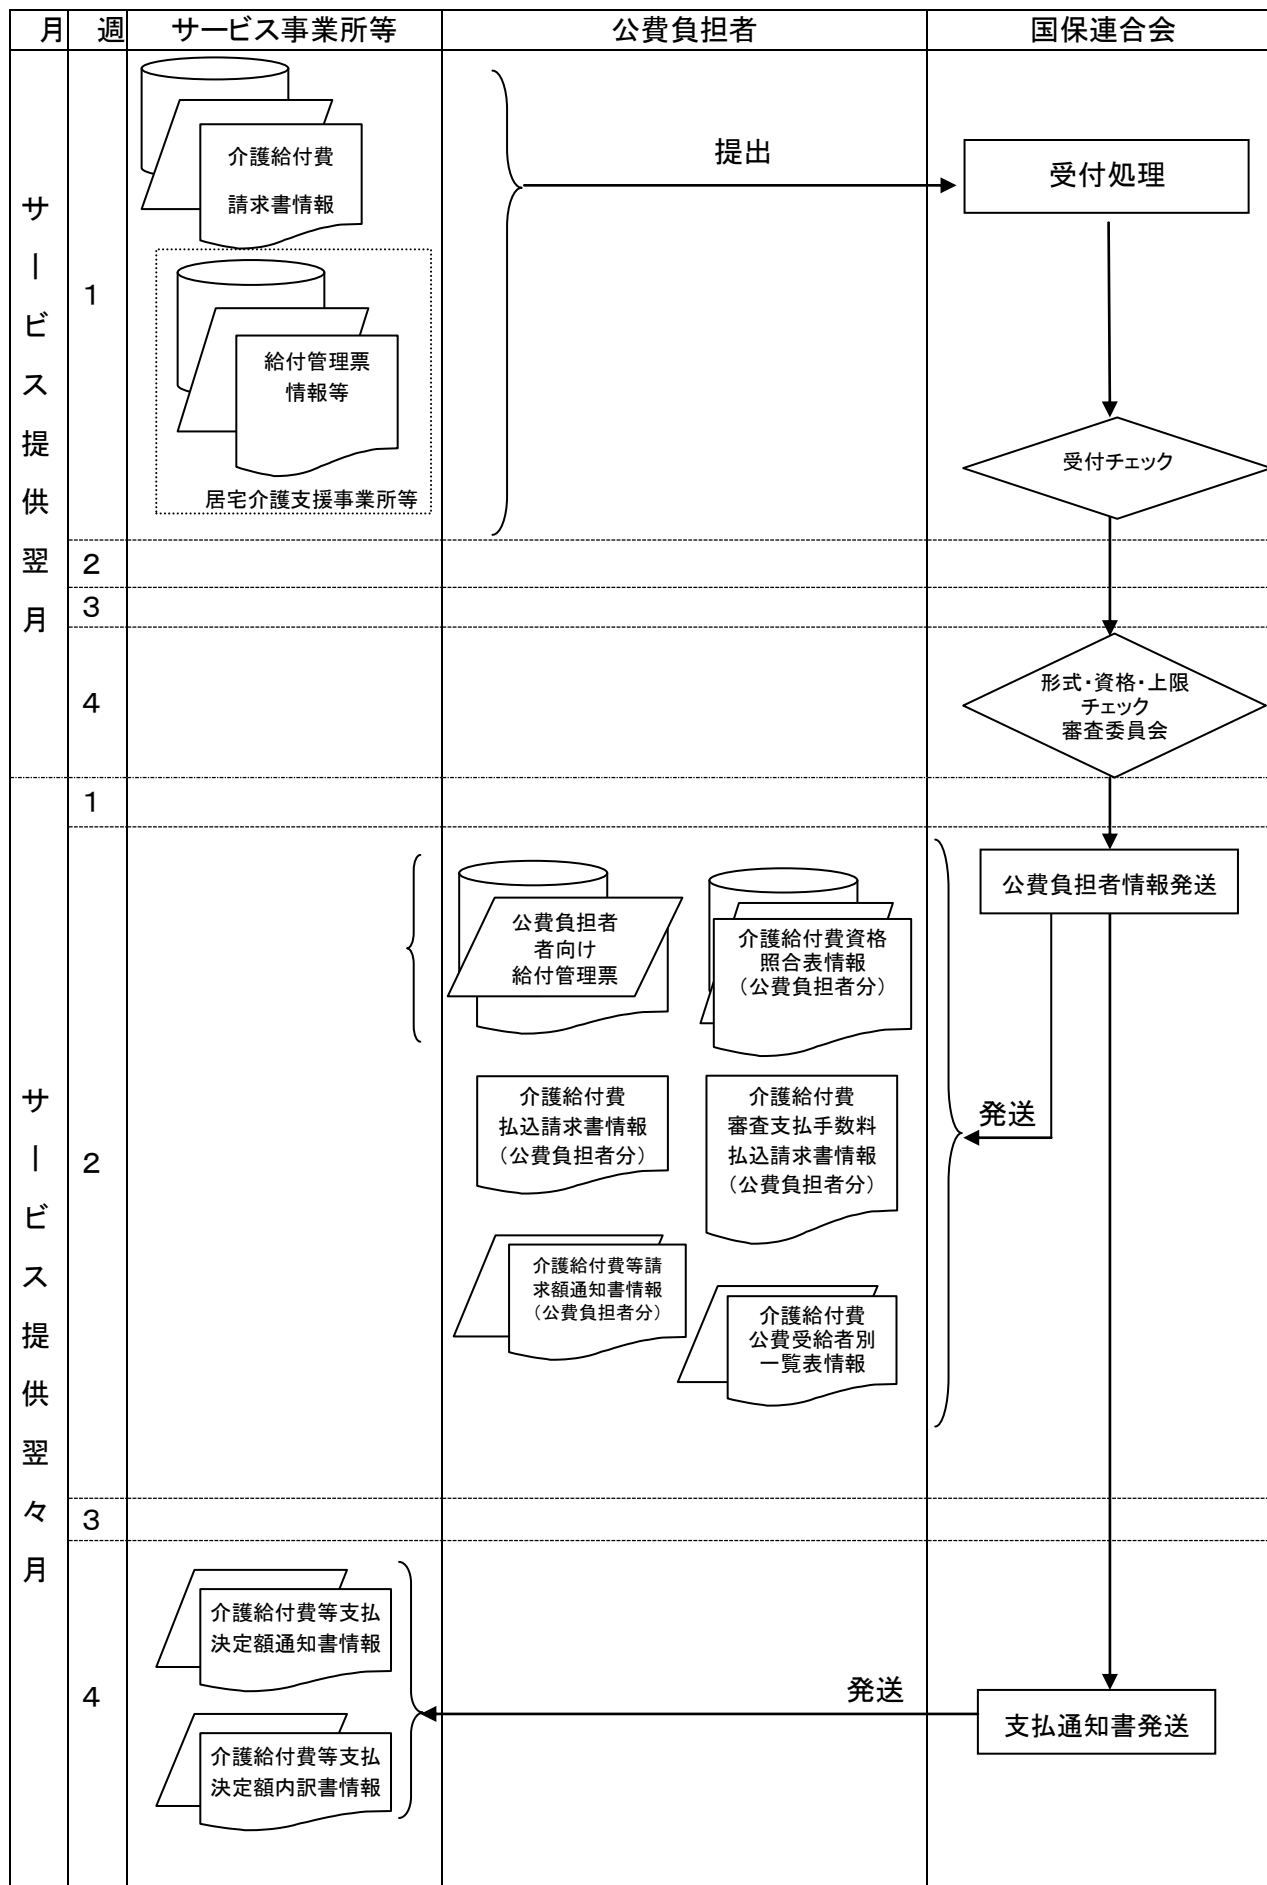 月 週 サービス事業所等 公費負担者 国保連合会
サービス提供翌月
1
介護給付費
請求書情報
給付管理票
情報等
居宅介護支援事業所等
提出
受付処理
受付チェック
2
3
4
形式・資格・上限
チェック
審査委員会
サービス提供翌々月
1
2
公費負担者情報発送
公費負担者
者向け
給付管理票
介護給付費資格
照合表情報
（公費負担者分）
介護給付費
払込請求書情報
（公費負担者分）
介護給付費
審査支払手数料
払込請求書情報
（公費負担者分）
発送
介護給付費等請
求額通知書情報
（公費負担者分）
介護給付費
公費受給者別
一覧表情報
3
4
介護給付費等支払
決定額通知書情報
介護給付費等支払
決定額内訳書情報
発送
支払通知書発送